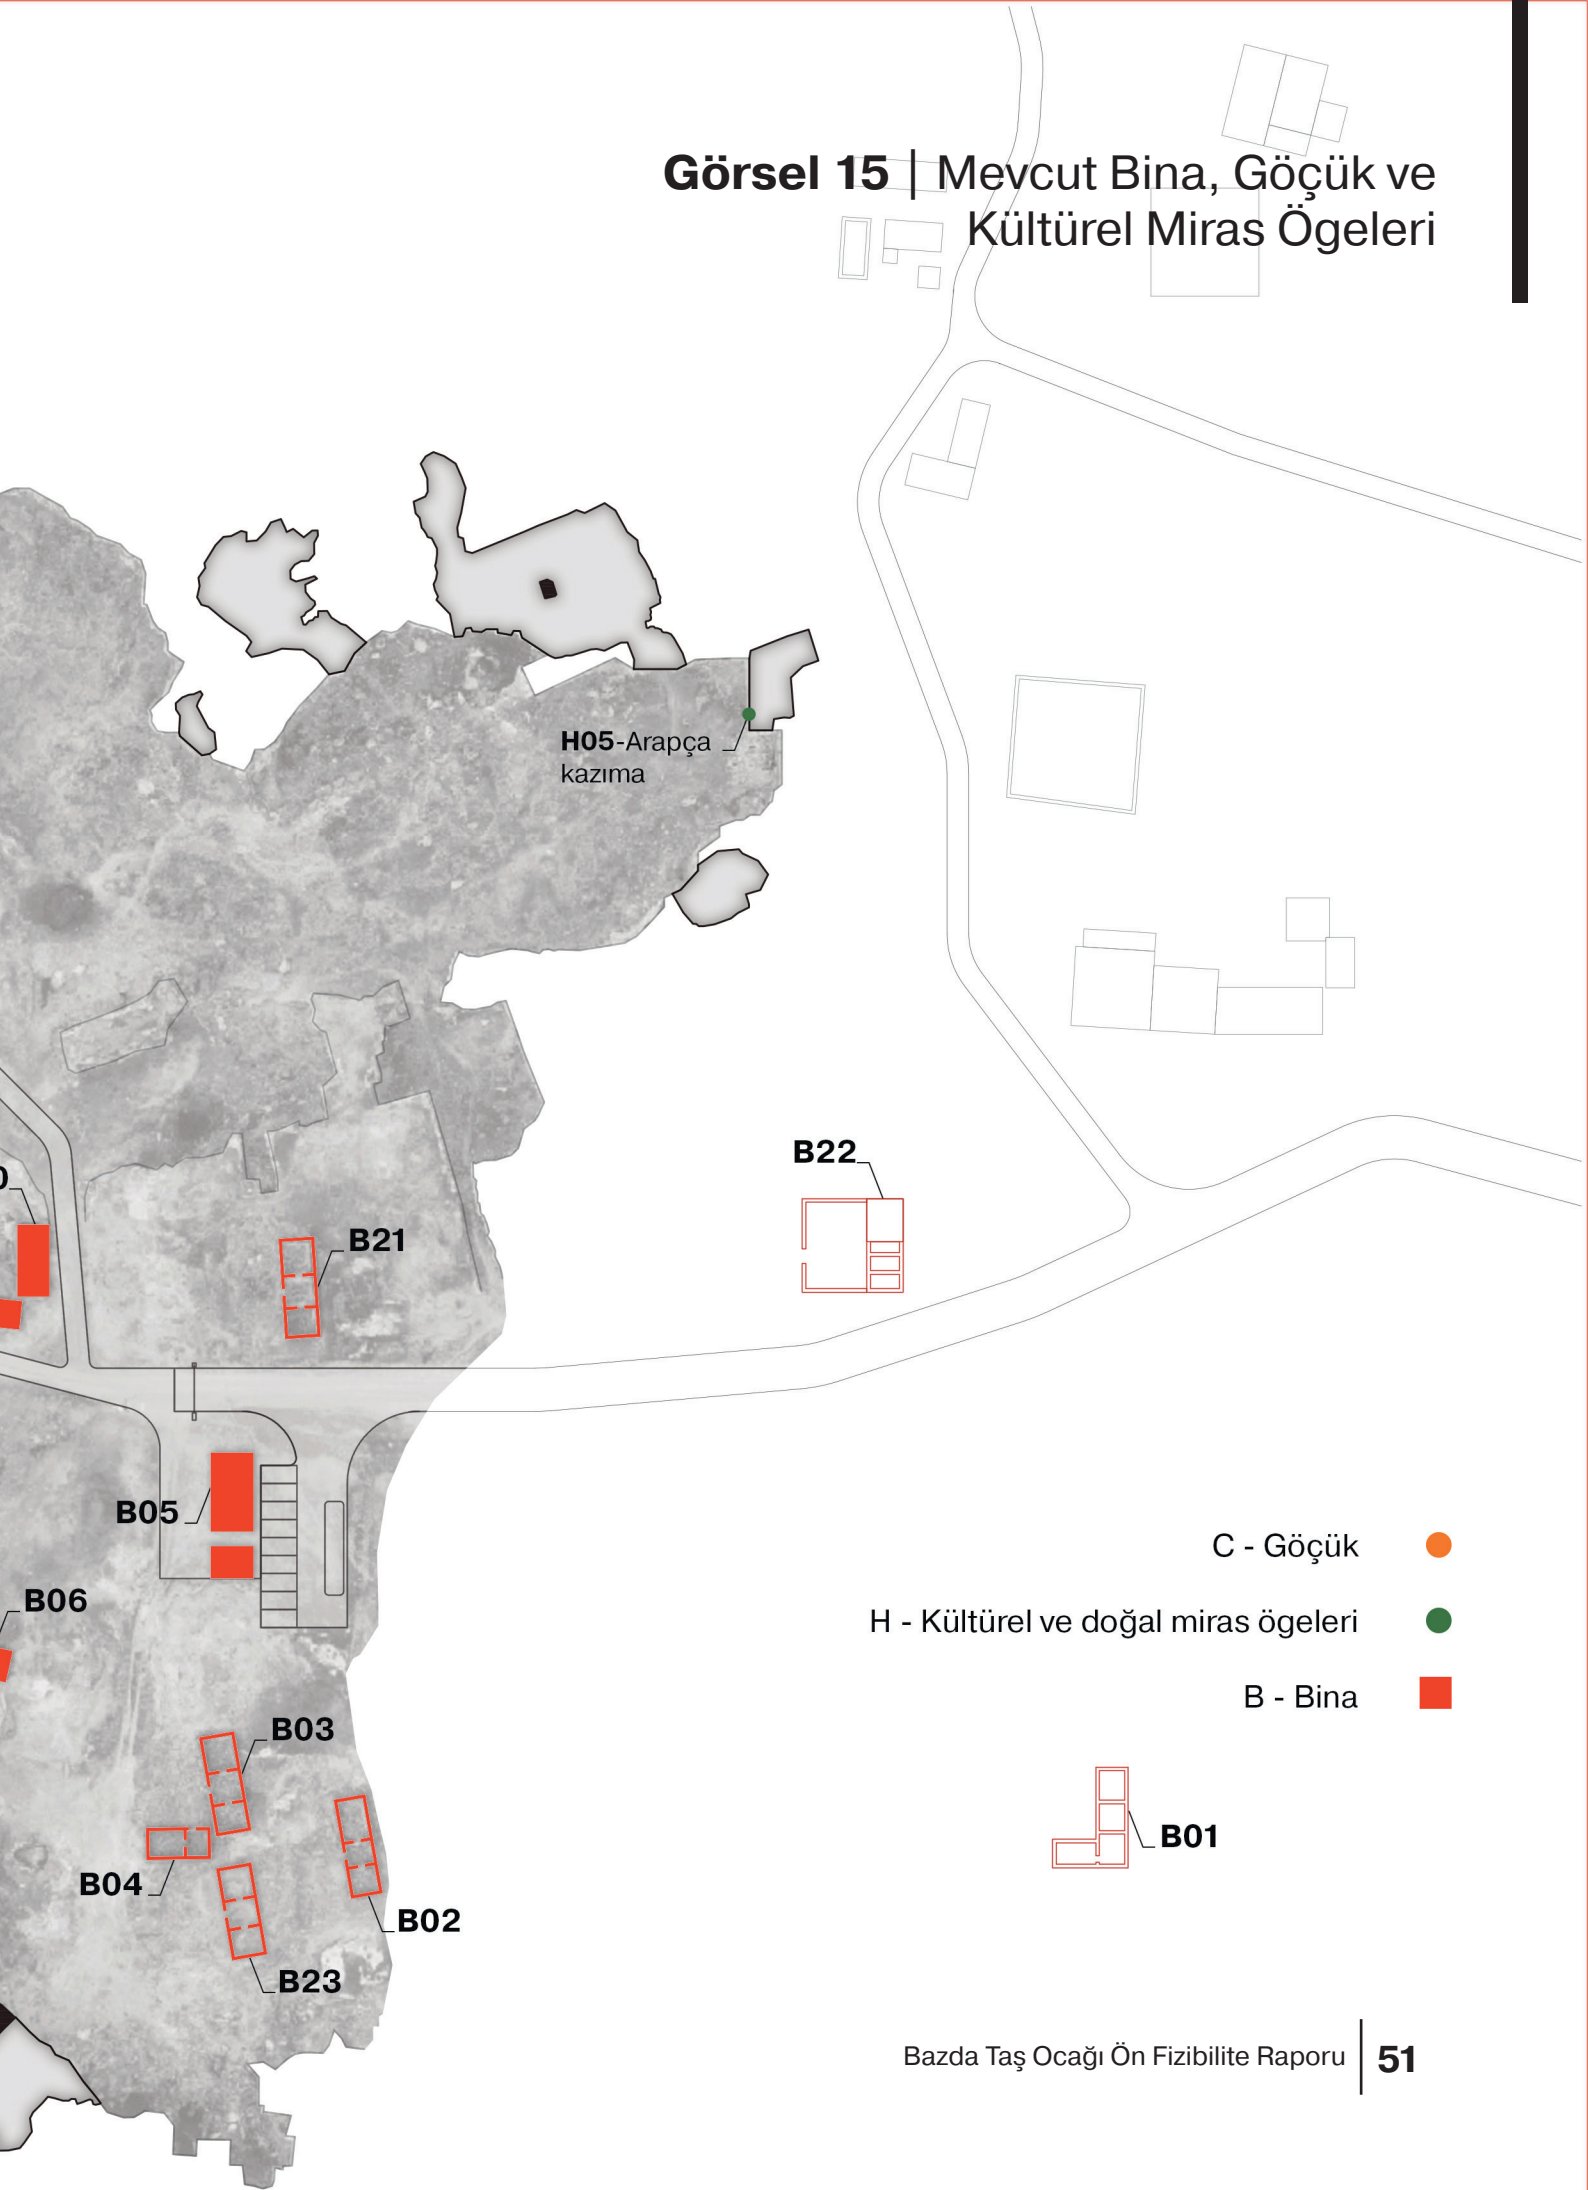 Görsel 15 | Mevcut Bina, Göçük ve
Kültürel Miras Ögeleri
H05-Arapça
kazıma
B22
0
B21
B05
B06
C - Göçük
H - Kültürel ve doğal miras ögeleri
B - Bina
B03
B01
B04
B02
B23
Bazda Taş Ocağı Ön Fizibilite Raporu | 51